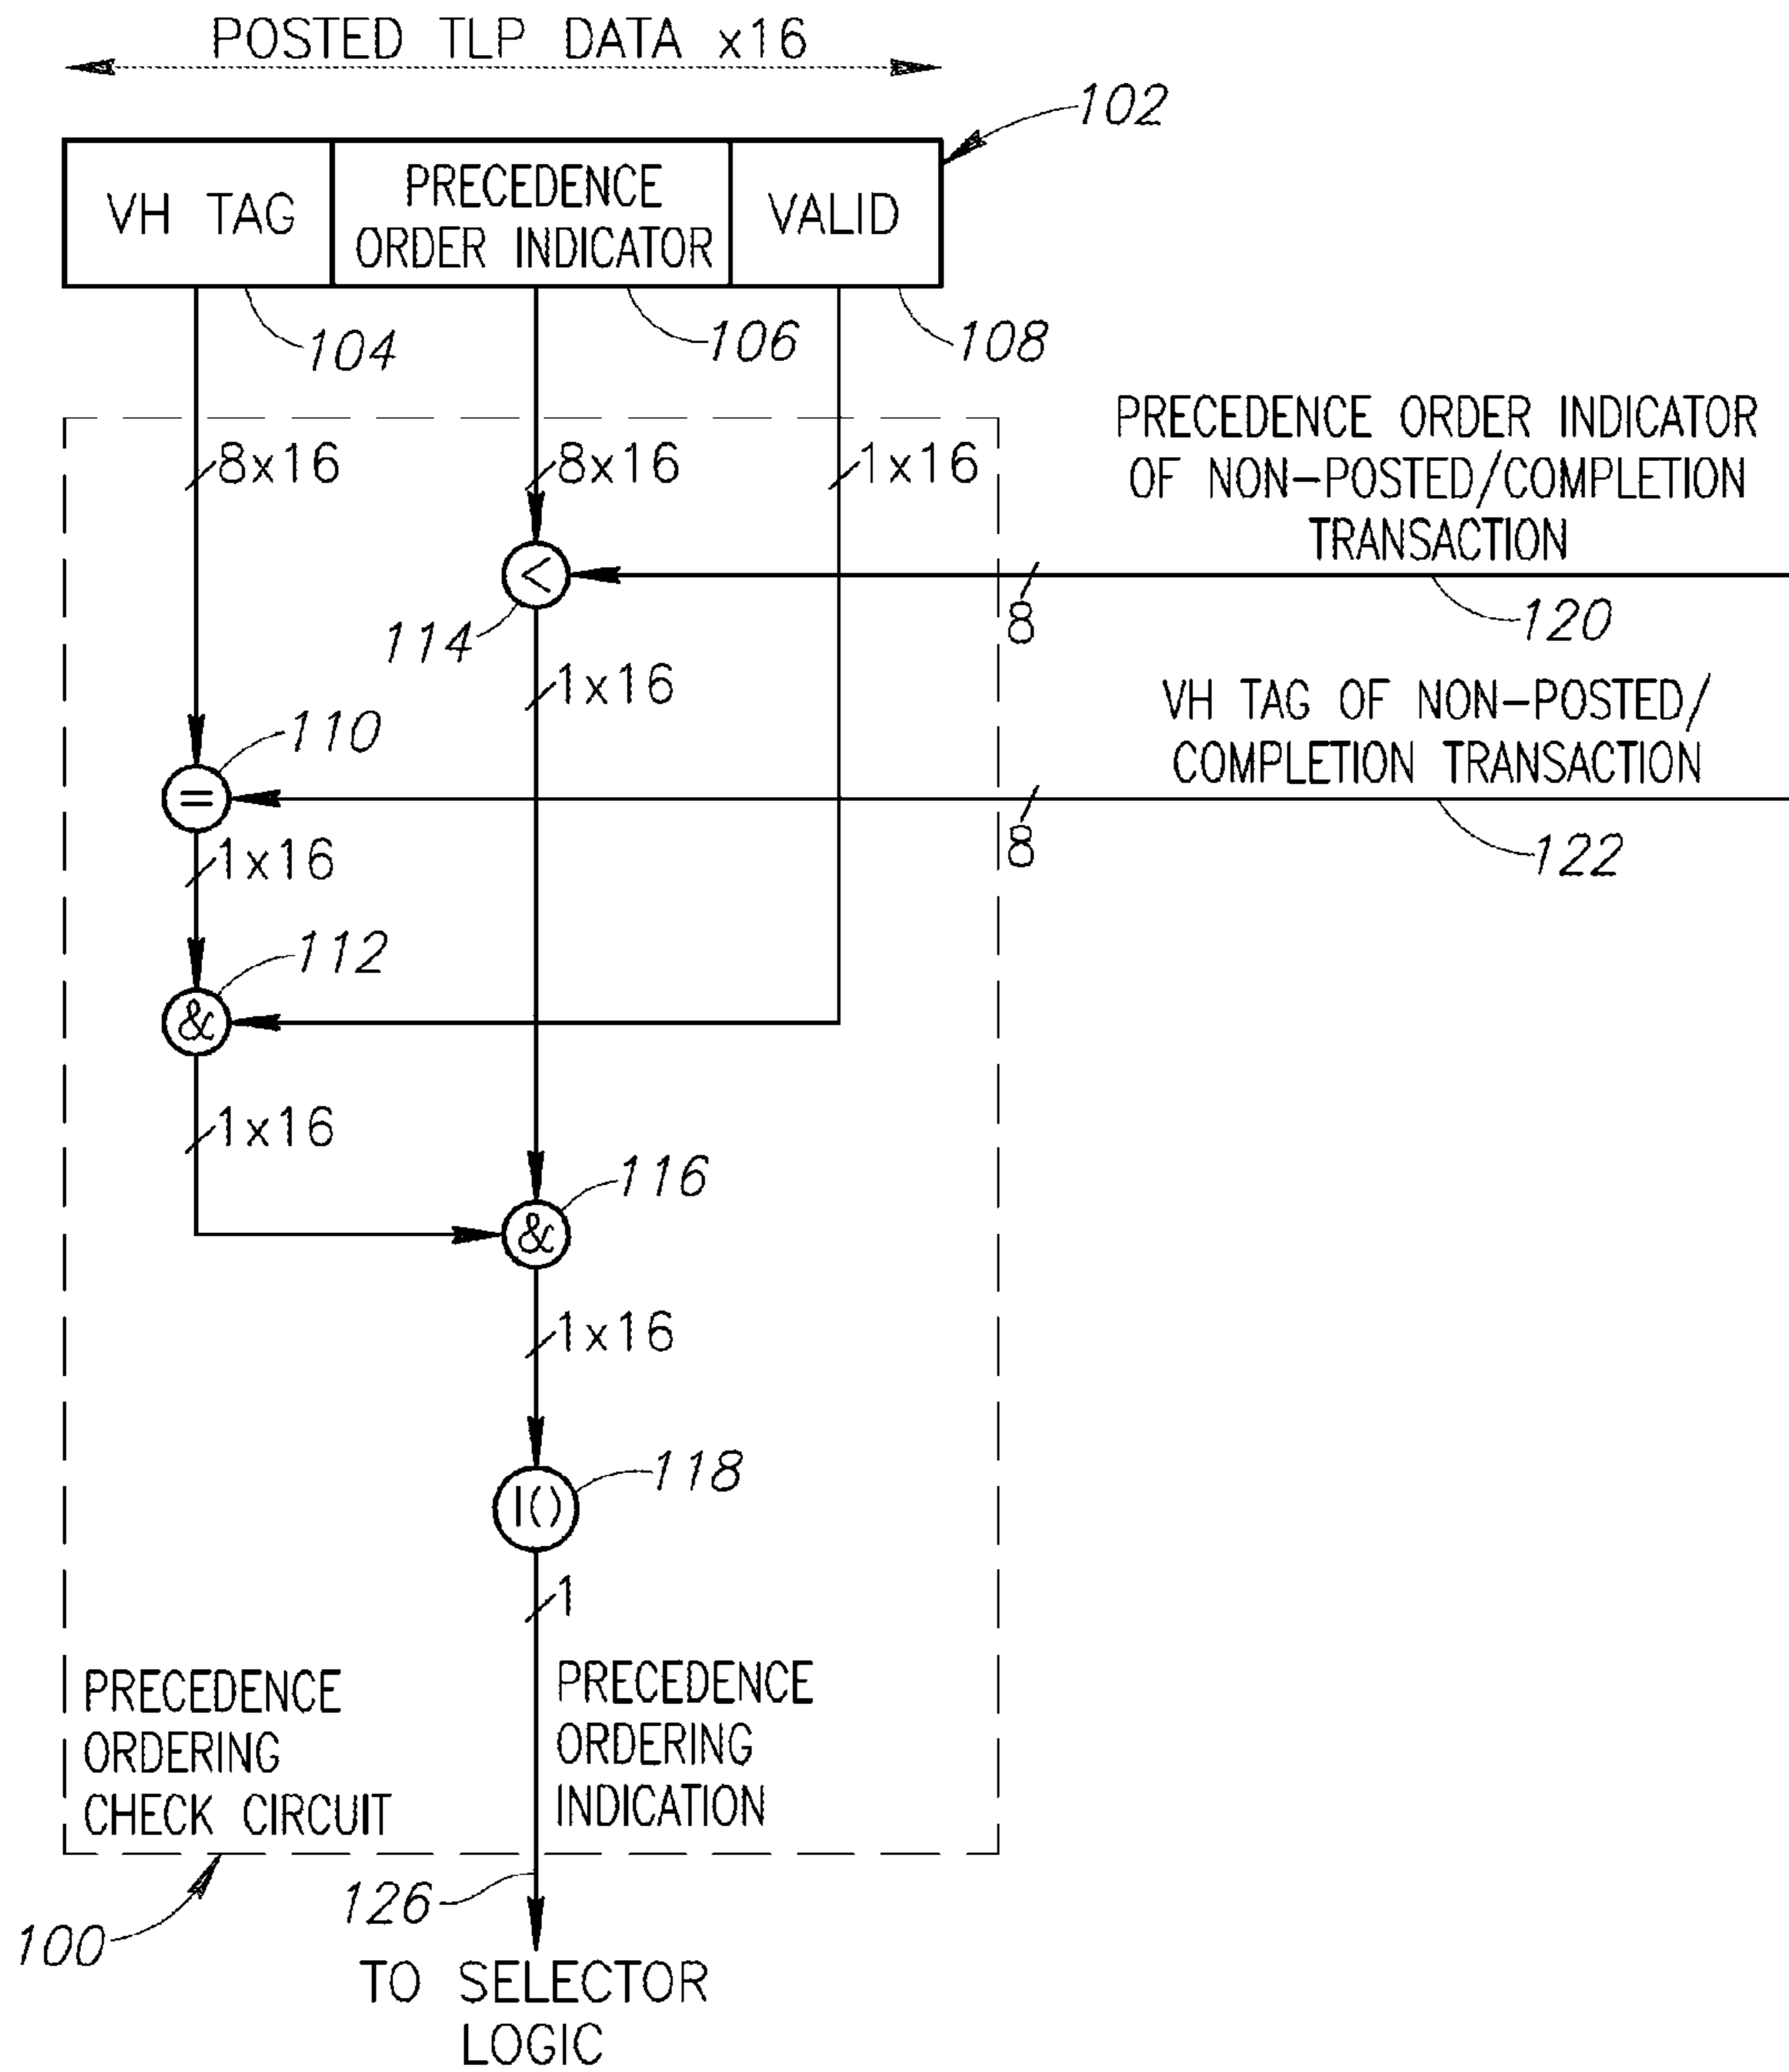 POSTED TLP DATA x16
102
VH TAG
PRECEDENCE
ORDER INDICATOR
VALID
104
106
108
8x16
8x16
1x16
PRECEDENCE ORDER INDICATOR
OF NON-POSTED/COMPLETION
TRANSACTION
<
114
8
120
1x16
VH TAG OF NON-POSTED/
COMPLETION TRANSACTION
110
=
8
122
1x16
112
&
1x16
116
&
1x16
118
|()
1
PRECEDENCE
ORDERING
CHECK CIRCUIT
PRECEDENCE
ORDERING
INDICATION
126
100
TO SELECTOR
LOGIC